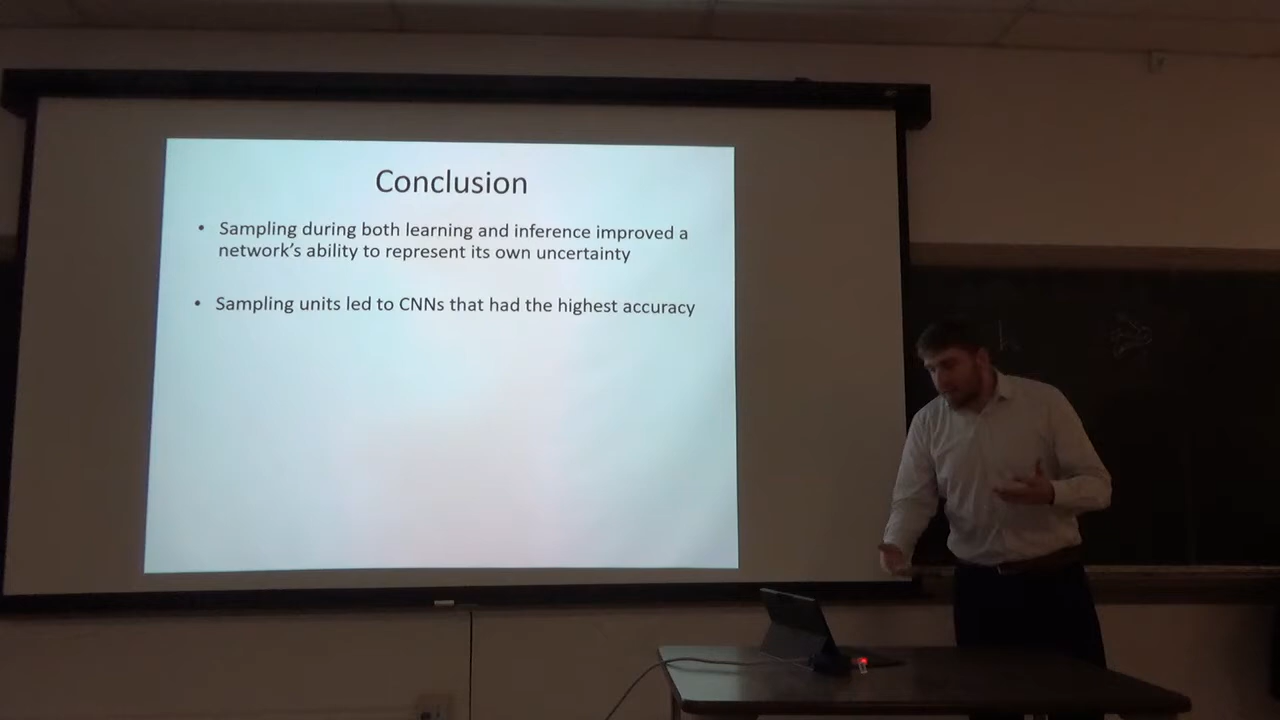 Conclusion
• Sampling during both learning and inference improved a
network's ability to represent its own uncertainty
• Sampling units led to CNNs that had the highest accuracy
h